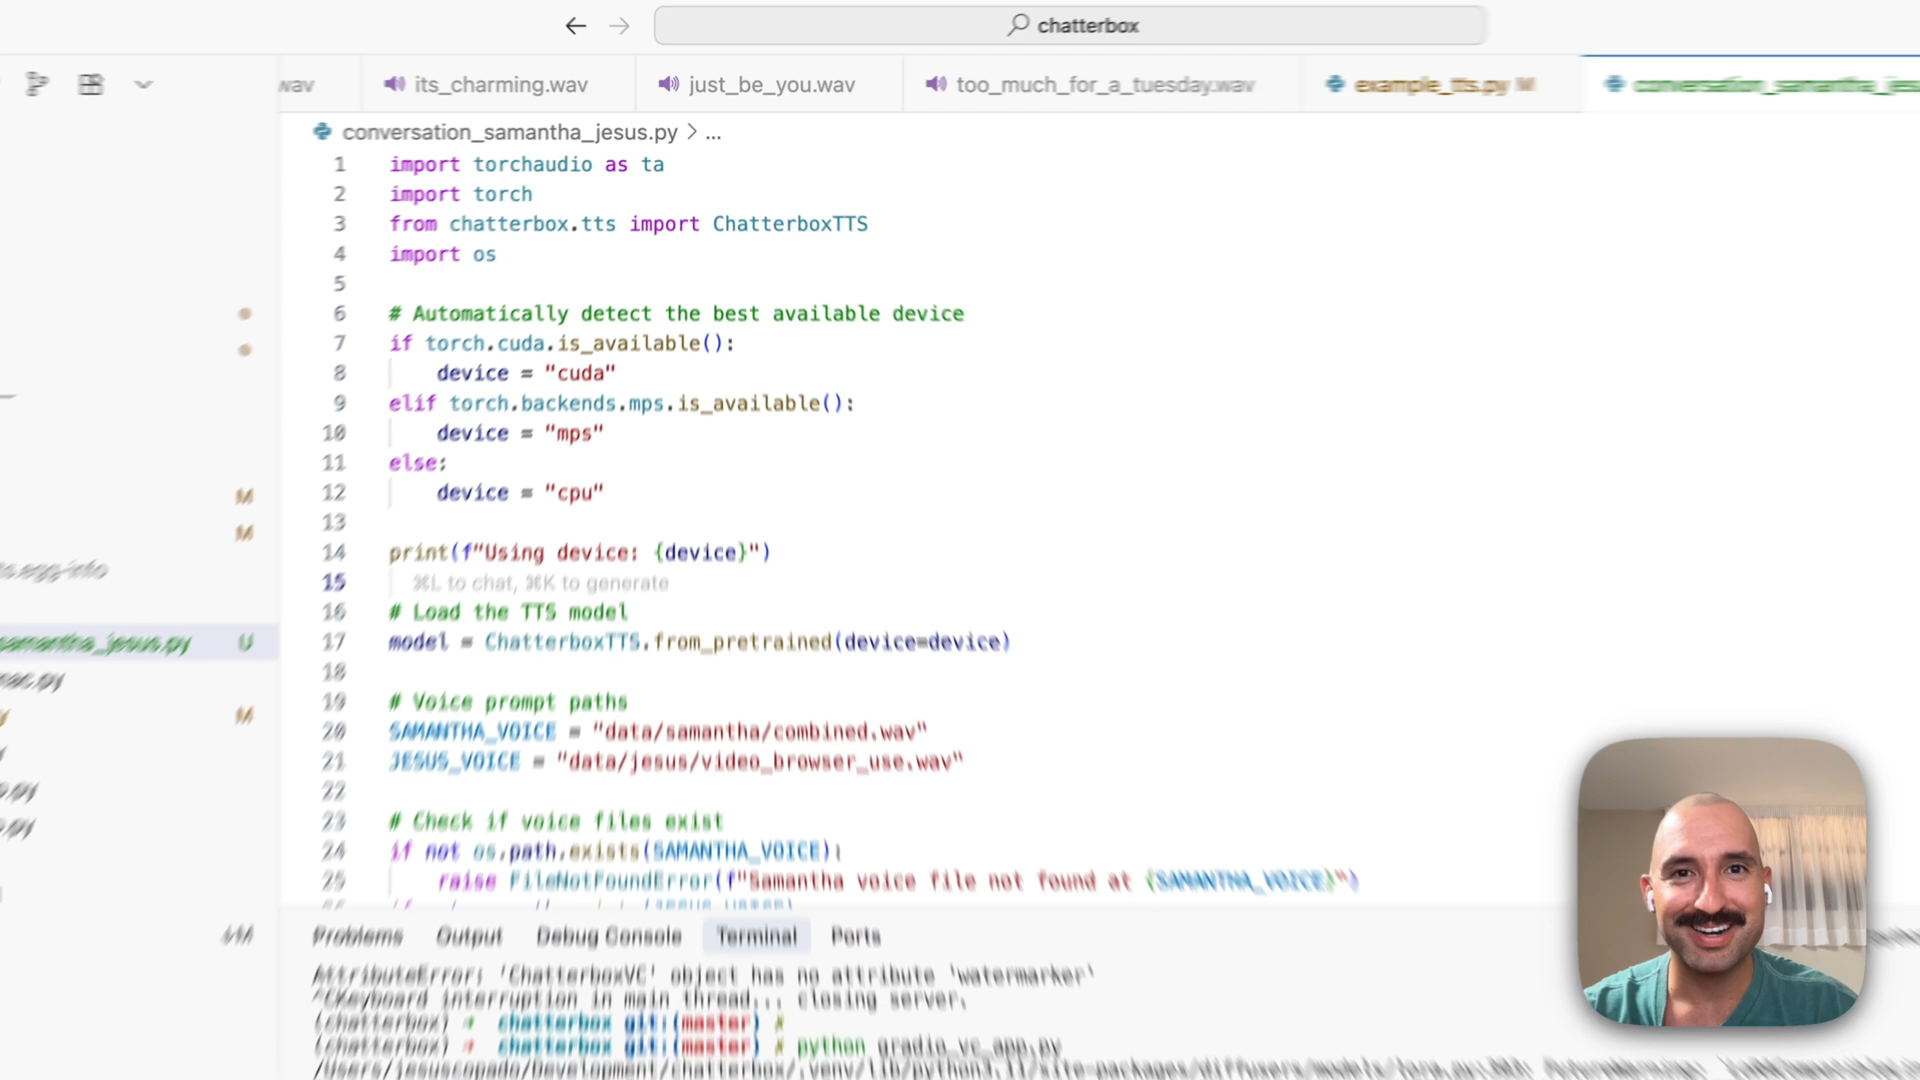 chatterbox
wav
its_charming.wav
just_be_you.wav
too_much_for_a_tuesday.wav
example_tts.py M
conversation_samantha_jes
conversation_samantha_jesus.py > ...
1 import torchaudio as ta
2 import torch
3 from chatterbox.tts import ChatterboxTTS
4 import os
5
6 # Automatically detect the best available device
7 if torch.cuda.is_available():
8 device = "cuda"
9 elif torch.backends.mps.is_available():
10 device = "mps"
11 else:
12 device = "cpu"
13
14 print(f"Using device: {device}")
15 ⌘L to chat, ⌘K to generate
16 # Load the TTS model
17 model = ChatterboxTTS.from_pretrained(device=device)
18
19 # Voice prompt paths
20 SAMANTHA_VOICE = "data/samantha/combined.wav"
21 JESUS_VOICE = "data/jesus/video_browser_use.wav"
22
23 # Check if voice files exist
24 if not os.path.exists(SAMANTHA_VOICE):
25 raise FileNotFoundError(f"Samantha voice file not found at {SAMANTHA_VOICE}")
M
M
s.egg-info
samantha_jesus.py U
M
Problems Output Debug Console Terminal Ports
AttributeError: 'ChatterboxVC' object has no attribute 'watermarker'
^CKeyboard interruption in main thread... closing server.
(chatterbox) chatterbox git:(master)
(chatterbox) chatterbox git:(master) python gradio_vc_app.py
/Users/jesuscopado/Development/chatterbox/.venv/lib/python3.11/site-packages/diffusers/models/lora.py